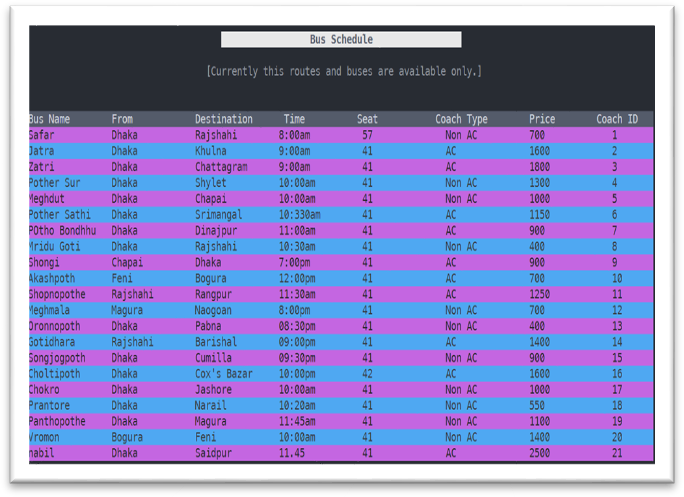 Bus Schedule
[Currently this routes and buses are available only.]
Bus Name From Destination Time Seat Coach Type Price Coach ID
Safar Dhaka Rajshahi 8:00am 57 Non AC 700 1
Jatra Dhaka Khulna 9:00am 41 AC 1600 2
Zatri Dhaka Chattagram 9:00am 41 AC 1800 3
Pother Sur Dhaka Shylet 10:00am 41 Non AC 1300 4
Meghdut Dhaka Chapai 10:00am 41 Non AC 1000 5
Pother Sathi Dhaka Srimangal 10:330am 41 AC 1150 6
POtho Bondhhu Dhaka Dinajpur 11:00am 41 AC 900 7
Mridu Goti Dhaka Rajshahi 10:30am 41 Non AC 400 8
Shongi Chapai Dhaka 7:00pm 41 AC 900 9
Akashpoth Feni Bogura 12:00pm 41 AC 700 10
Shopnopothe Rajshahi Rangpur 11:30am 41 AC 1250 11
Meghmala Magura Naogoan 8:00pm 41 Non AC 700 12
Oronnopoth Dhaka Pabna 08:30pm 41 Non AC 400 13
Gotidhara Rajshahi Barishal 09:00pm 41 AC 1400 14
Songjogpoth Dhaka Cumilla 09:30pm 41 Non AC 900 15
Choltipoth Dhaka Cox's Bazar 10:00pm 42 AC 1600 16
Chokro Dhaka Jashore 10:00am 41 Non AC 1000 17
Prantore Dhaka Narail 10:20am 41 Non AC 550 18
Panthopothe Dhaka Magura 11:45am 41 Non AC 1100 19
Vromon Bogura Feni 10:00am 41 Non AC 1400 20
nabil Dhaka Saidpur 11.45 41 AC 2500 21